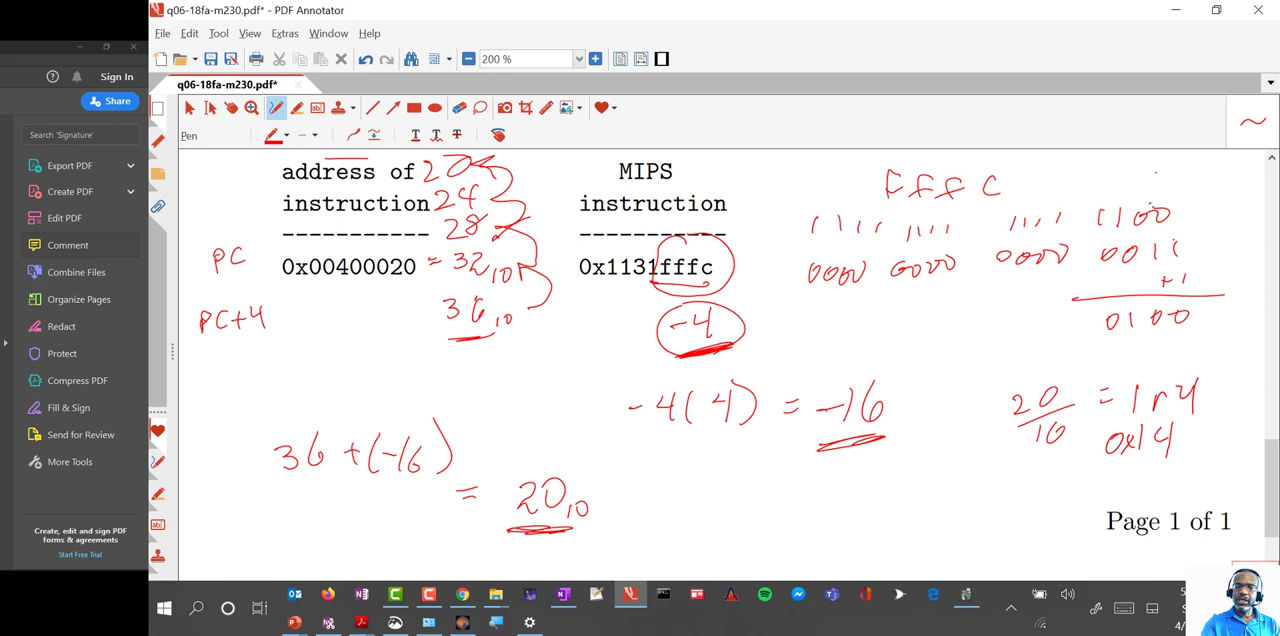 q06-18fa-m230.pdf* - PDF Annotator
File Edit Tool View Extras Window Help
200 %
Sign In
q06-18fa-m230.pdf*
Share
Pen
Search 'Signature'
Export PDF
Create PDF
Edit PDF
Comment
Combine Files
Organize Pages
Redact
Compress PDF
Protect
Fill & Sign
Send for Review
More Tools
Create, edit and sign PDF
forms & agreements
Start Free Trial
address of 20 MIPS
instruction 24 instruction
28
----------- -----------
PC 0x00400020 = 32 10 0x1131fffc
PC+4 36 10 -4
F F F C
1111 1111 1111 1100
0000 0000 0000 0011
+1
0100
-4(4) = -16
20/16 = 1 r 4
0x14
36 + (-16)
= 20 10
Page 1 of 1